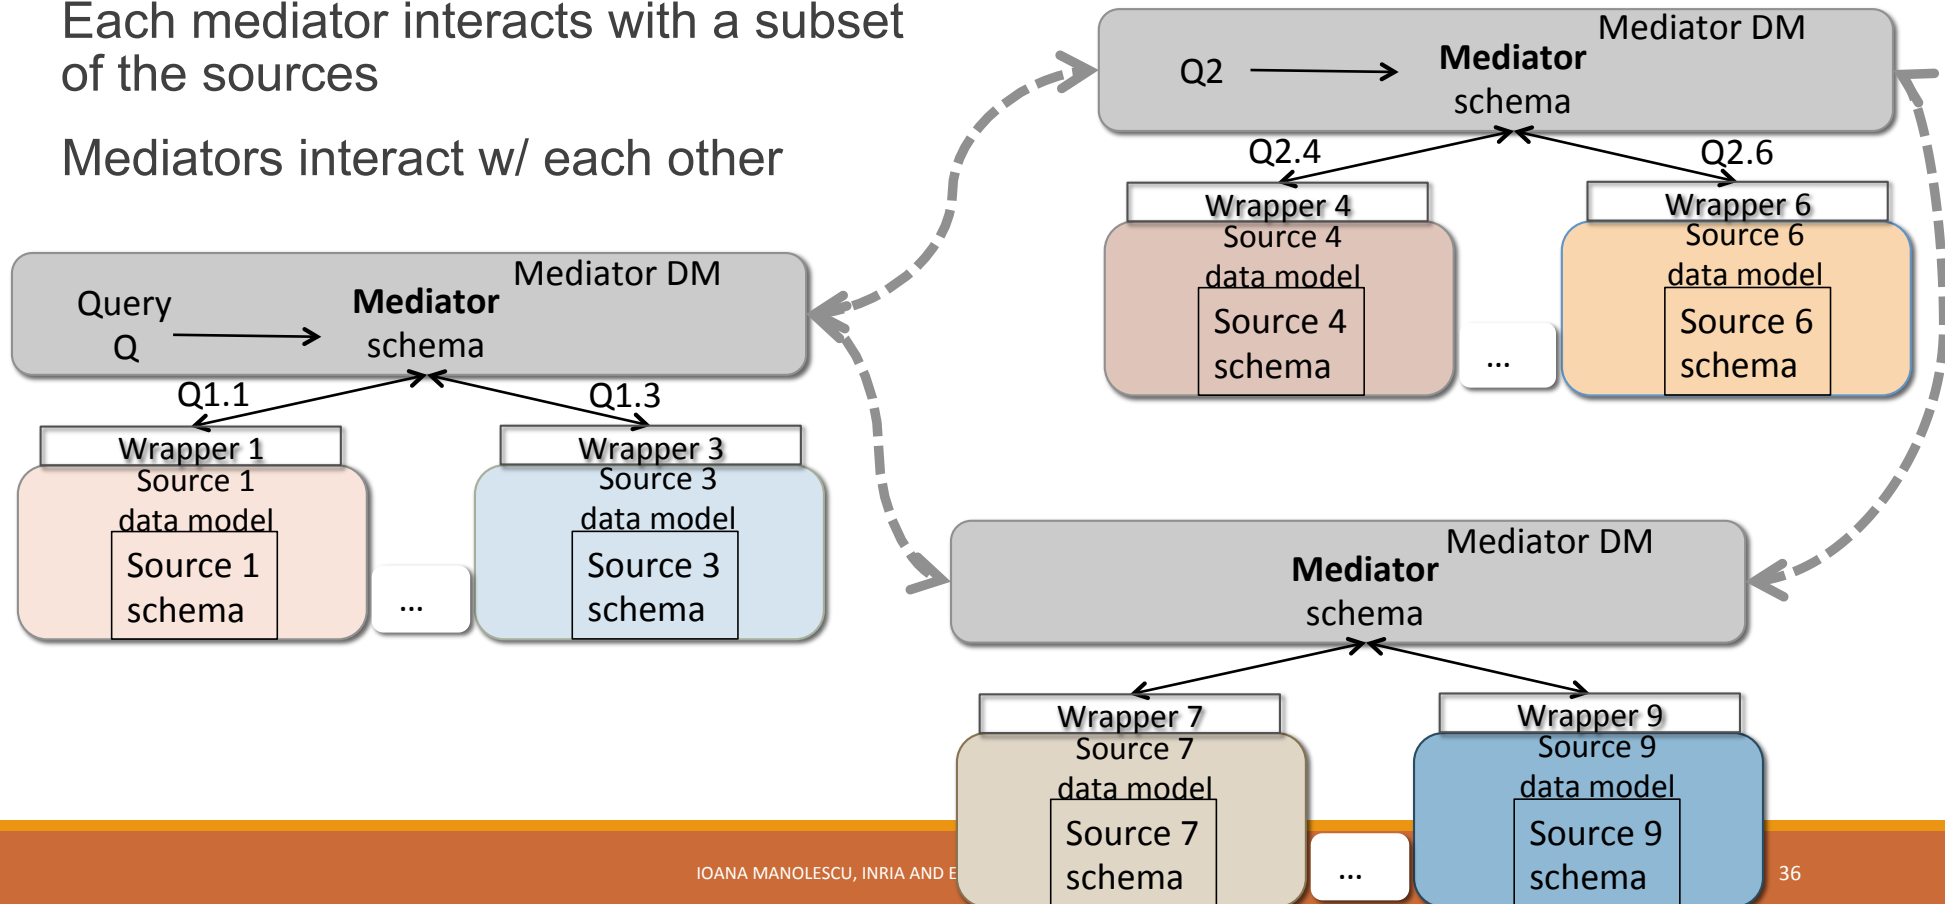 Each mediator interacts with a subset
of the sources
Mediators interact w/ each other
Mediator DM
Q2
Mediator
schema
Q2.4
Q2.6
Wrapper 4
Source 4
data model
Source 4
schema
...
Wrapper 6
Source 6
data model
Source 6
schema
Mediator DM
Query
Q
Mediator
schema
Q1.1
Q1.3
Wrapper 1
Source 1
data model
Source 1
schema
...
Wrapper 3
Source 3
data model
Source 3
schema
Mediator DM
Mediator
schema
Wrapper 7
Source 7
data model
Source 7
schema
...
Wrapper 9
Source 9
data model
Source 9
schema
IOANA MANOLESCU, INRIA AND E
36